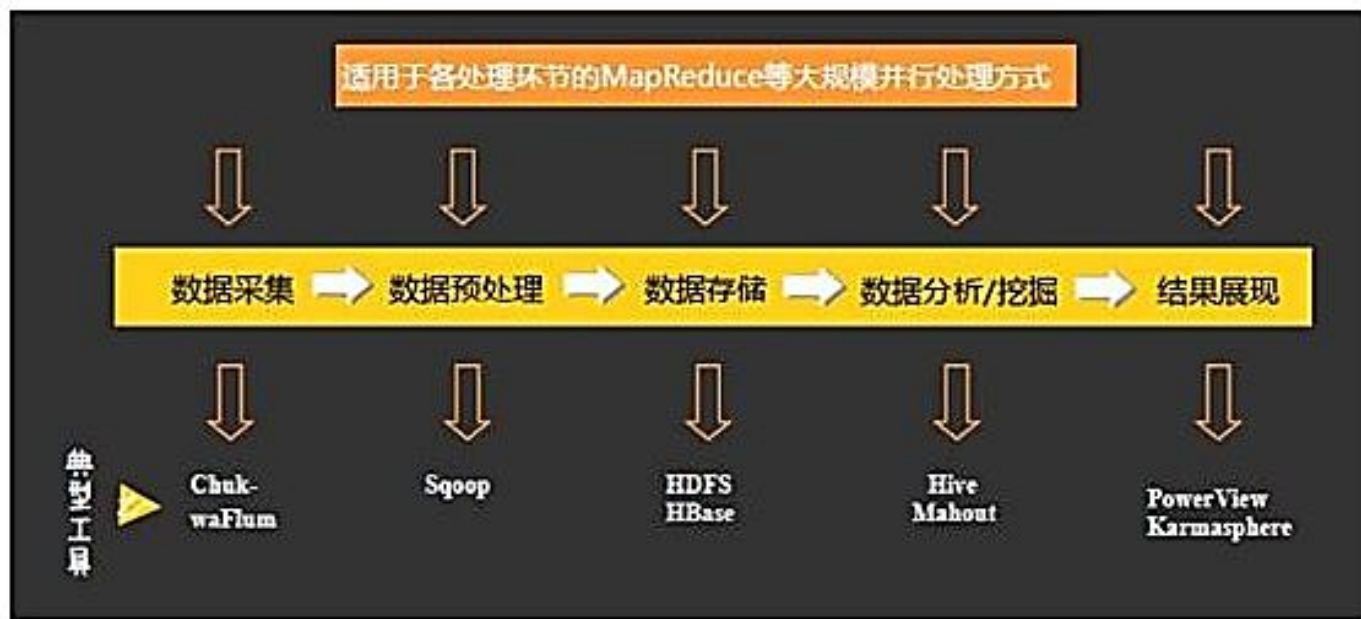 适用于各处理环节的MapReduce等大规模并行处理方式
数据采集
数据预处理
数据存储
数据分析/挖掘
结果展现
典型工具
Chuk-
waFlum
Sqoop
HDFS
HBase
Hive
Mahout
PowerView
Karmasphere